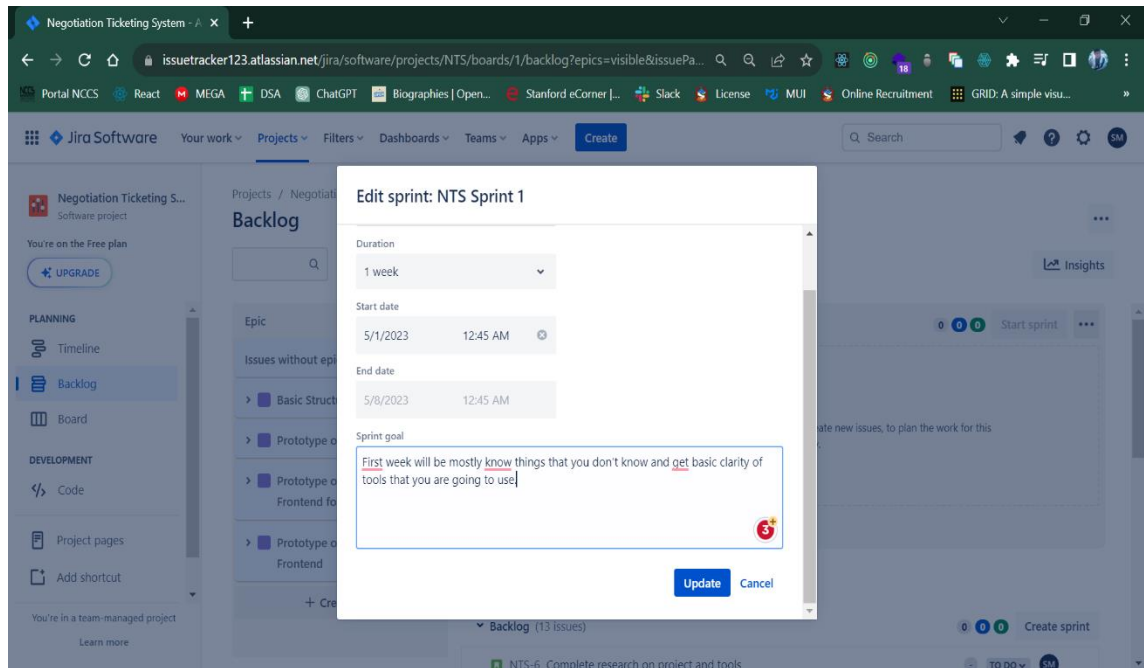 Negotiation Ticketing System - A
issuetracker123.atlassian.net/jira/software/projects/NTS/boards/1/backlog?epics=visible&issuePa...
18
Portal NCCS React MEGA DSA ChatGPT Biographies | Open... Stanford eCorner |... Slack License MUI Online Recruitment GRID: A simple visu... »
Jira Software Your work Projects Filters Dashboards Teams Apps Create Search SM
Negotiation Ticketing S...
Software project
You're on the Free plan
UPGRADE
PLANNING
Timeline
Backlog
Board
DEVELOPMENT
Code
Project pages
Add shortcut
You're in a team-managed project
Learn more
Projects / Negotiati
Backlog
Insights
Epic
Issues without epi
Basic Struct
Prototype o
Prototype o
Frontend fo
Prototype o
Frontend
+ Cre
Edit sprint: NTS Sprint 1
Duration
1 week
Start date
5/1/2023 12:45 AM
End date
5/8/2023 12:45 AM
Sprint goal
First week will be mostly know things that you don't know and get basic clarity of
tools that you are going to use.
3+
Update Cancel
0 0 0 Start sprint
ate new issues, to plan the work for this
Backlog (13 issues) 0 0 0 Create sprint
NTS-6 Complete research on project and tools - TO DO SM